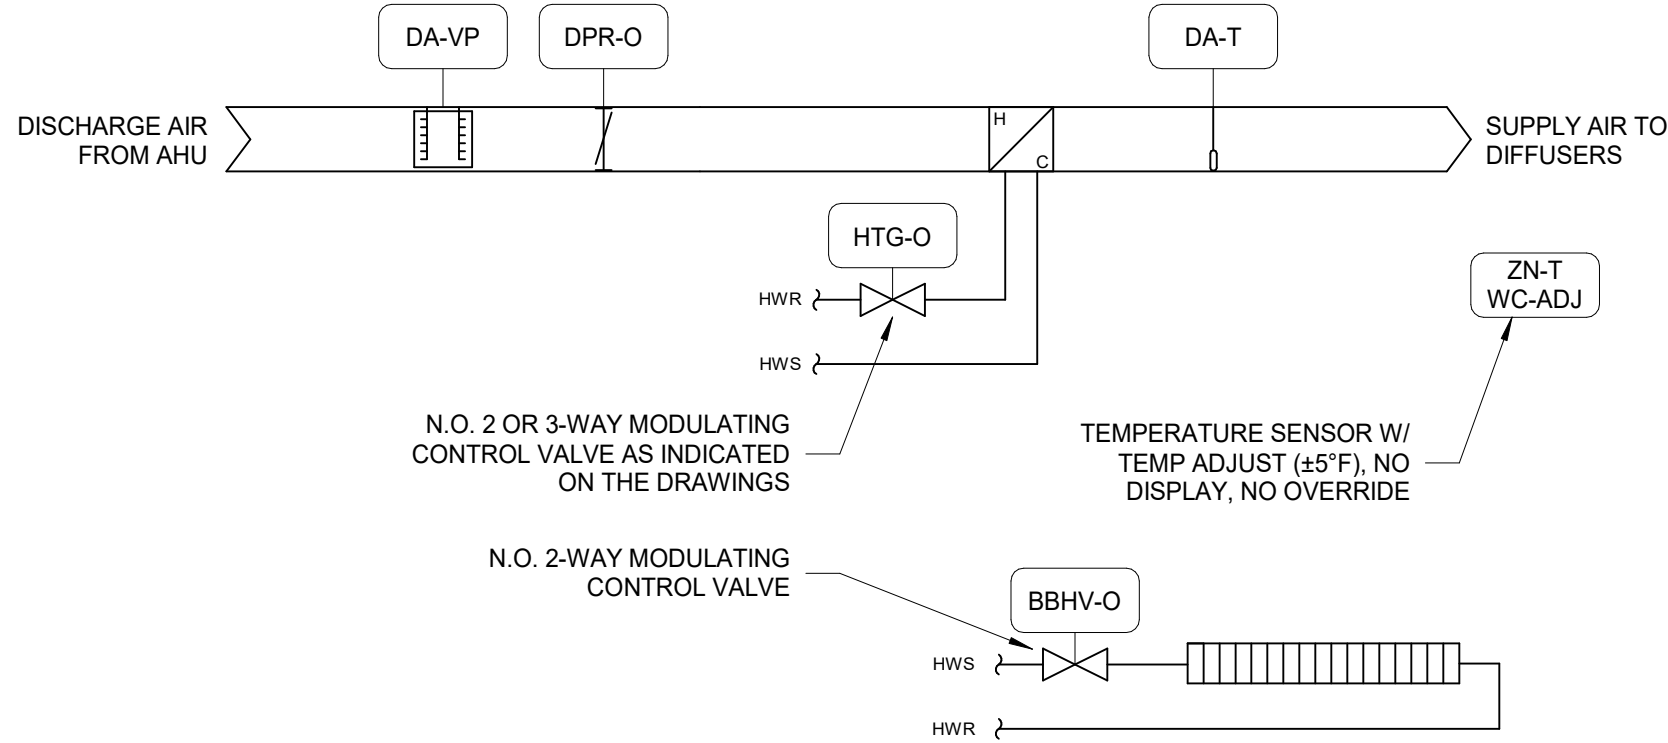 DA-VP
DPR-O
DA-T
DISCHARGE AIR
FROM AHU
H
C
SUPPLY AIR TO
DIFFUSERS
HTG-O
HWR
HWS
ZN-T
WC-ADJ
N.O. 2 OR 3-WAY MODULATING
CONTROL VALVE AS INDICATED
ON THE DRAWINGS
TEMPERATURE SENSOR W/
TEMP ADJUST (±5°F), NO
DISPLAY, NO OVERRIDE
N.O. 2-WAY MODULATING
CONTROL VALVE
BBHV-O
HWS
HWR